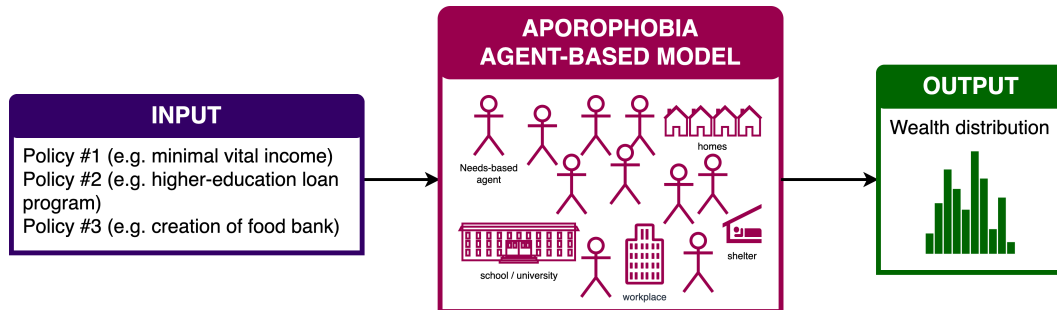 INPUT
Policy #1 (e.g. minimal vital income)
Policy #2 (e.g. higher-education loan
program)
Policy #3 (e.g. creation of food bank)
APOROPHOBIA
AGENT-BASED MODEL
Needs-based
agent
homes
school / university
workplace
shelter
OUTPUT
Wealth distribution